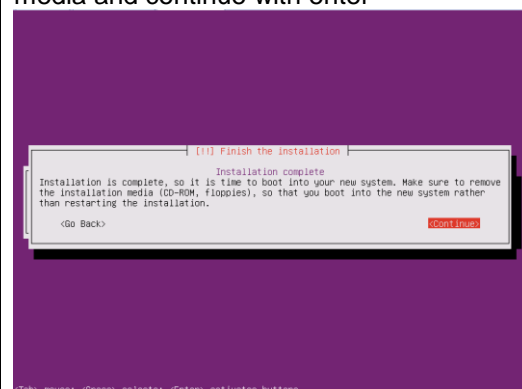 media and continue with enter
[!!] Finish the installation
Installation complete
Installation is complete, so it is time to boot into your new system. Make sure to remove
the installation media (CD-ROM, floppies), so that you boot into the new system rather
than restarting the installation.
<Go Back> <Continue>
<Tab> moves; <Space> selects; <Enter> activates buttons